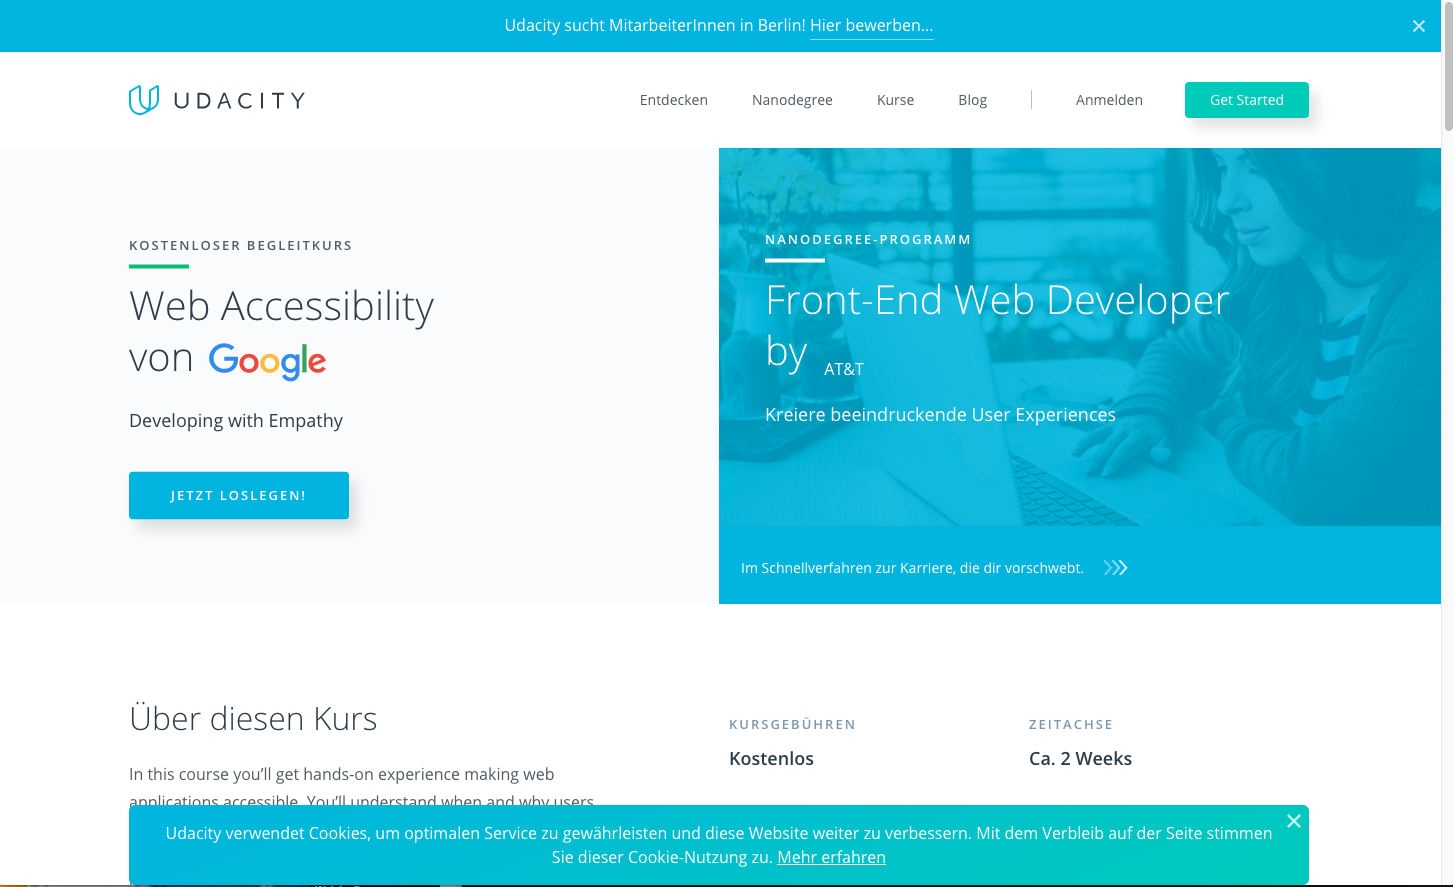 Udacity sucht MitarbeiterInnen in Berlin! Hier bewerben...
UDACITY
Entdecken
Nanodegree
Kurse
Blog
Anmelden
Get Started
KOSTENLOSER BEGLEITKURS
Web Accessibility
von Google
Developing with Empathy
JETZT LOSLEGEN!
NANODEGREE-PROGRAMM
Front-End Web Developer
by AT&T
Kreiere beeindruckende User Experiences
Im Schnellverfahren zur Karriere, die dir vorschwebt.
Über diesen Kurs
In this course you’ll get hands-on experience making web
applications accessible. You’ll understand when and why users
KURSGEBÜHREN
Kostenlos
ZEITACHSE
Ca. 2 Weeks
Udacity verwendet Cookies, um optimalen Service zu gewährleisten und diese Website weiter zu verbessern. Mit dem Verbleib auf der Seite stimmen
Sie dieser Cookie-Nutzung zu. Mehr erfahren